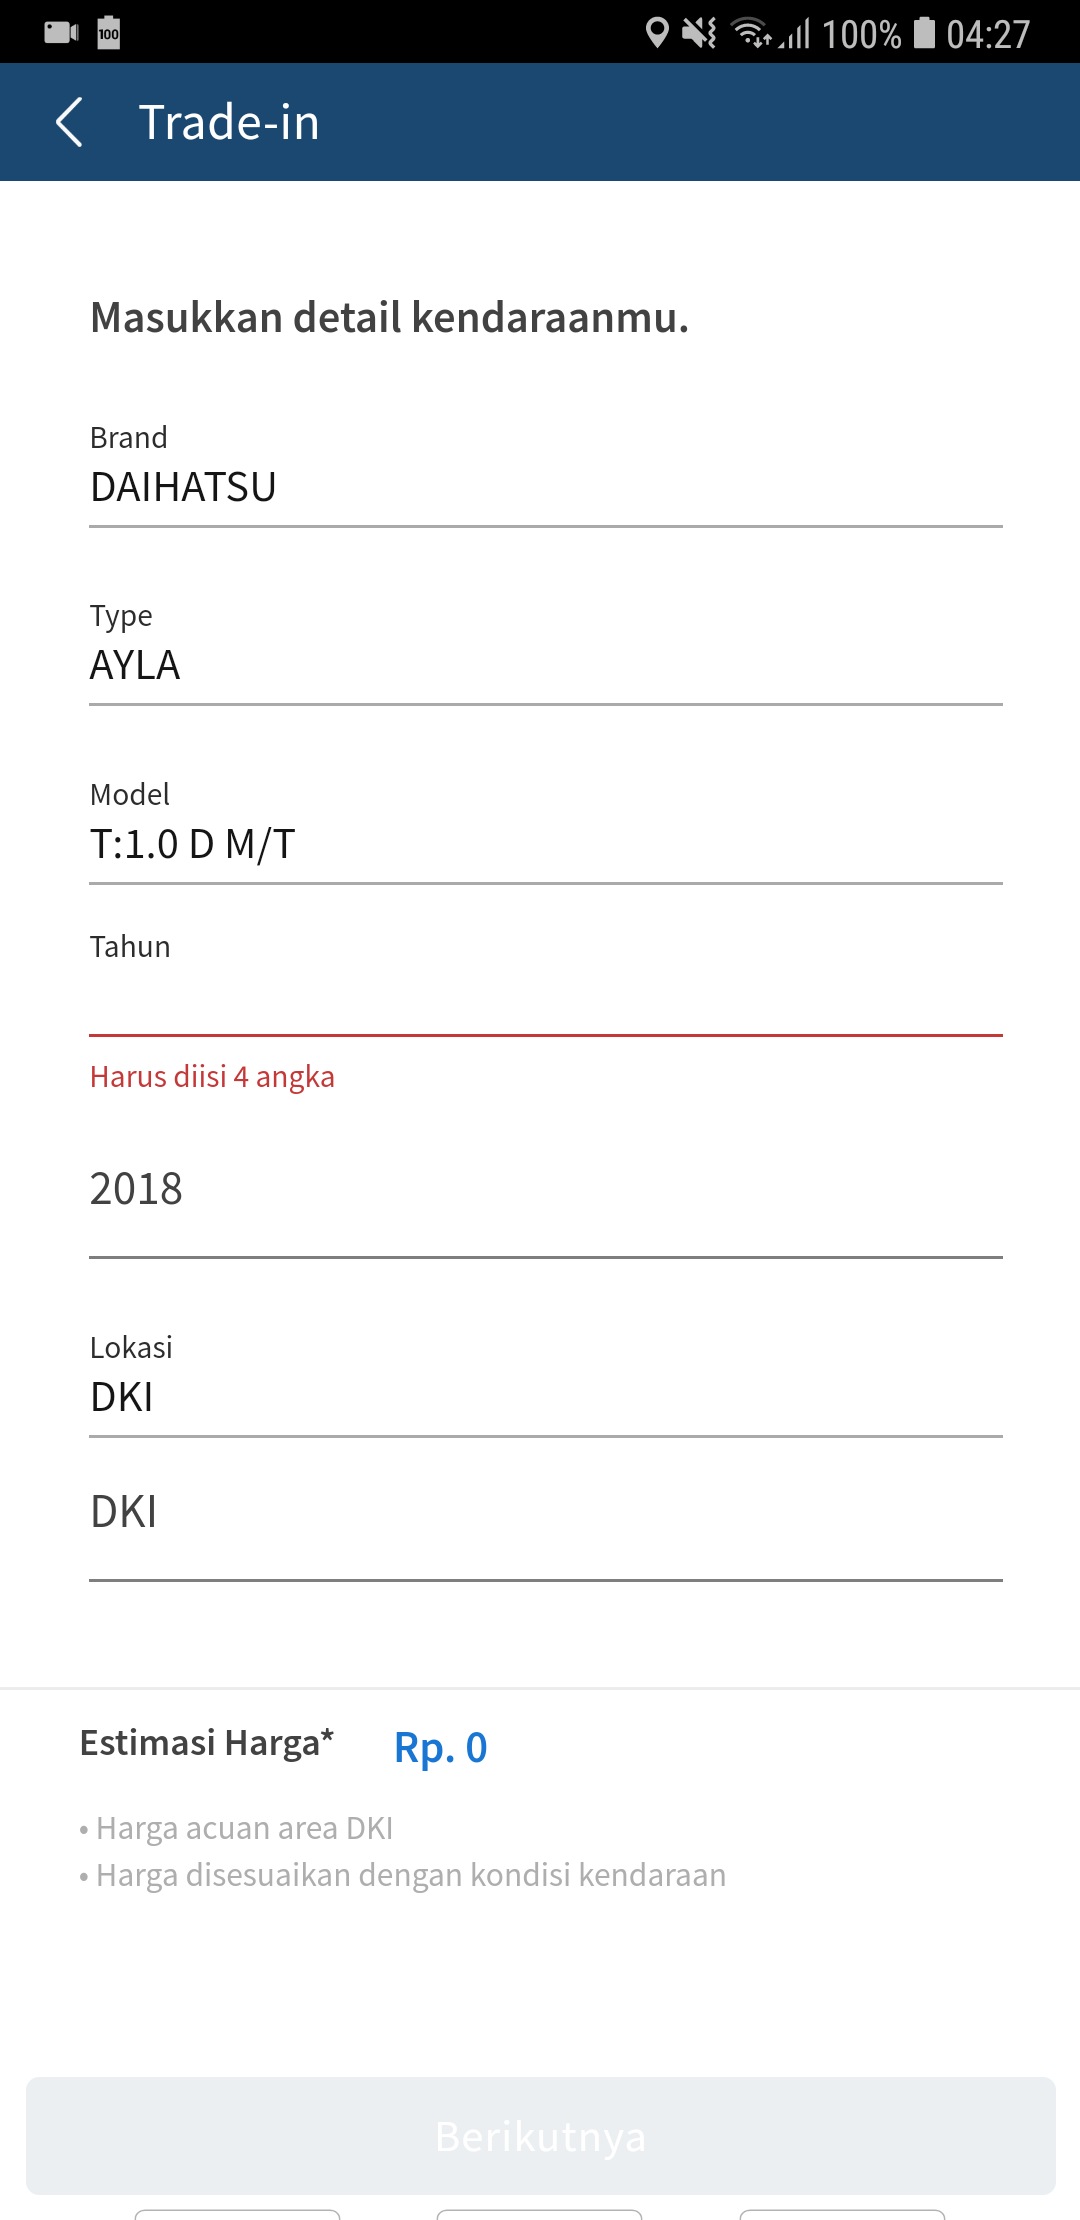 100 100% 04:27
Trade-in
Masukkan detail kendaraanmu.
Brand
DAIHATSU
Type
AYLA
Model
T:1.0 D M/T
Tahun
Harus diisi 4 angka
2018
Lokasi
DKI
DKI
Estimasi Harga* Rp. 0
• Harga acuan area DKI
• Harga disesuaikan dengan kondisi kendaraan
Berikutnya